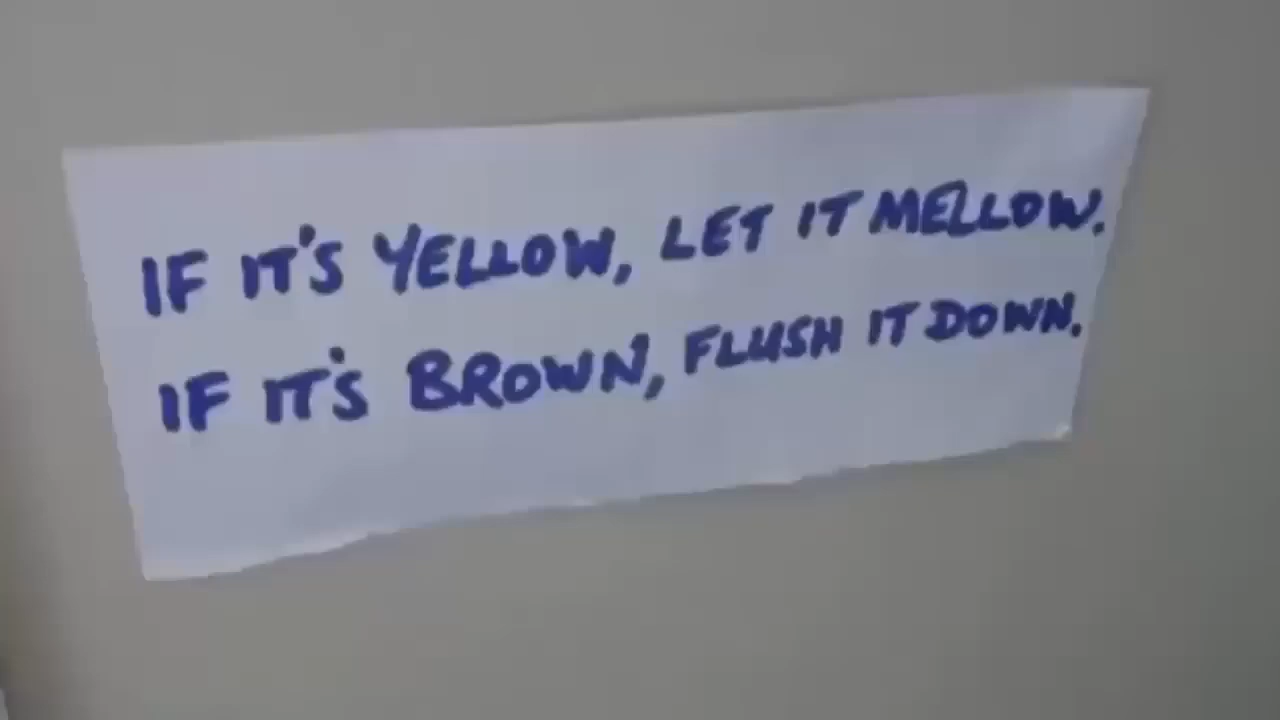 IF IT'S YELLOW, LET IT MELLOW.
IF IT'S BROWN, FLUSH IT DOWN.